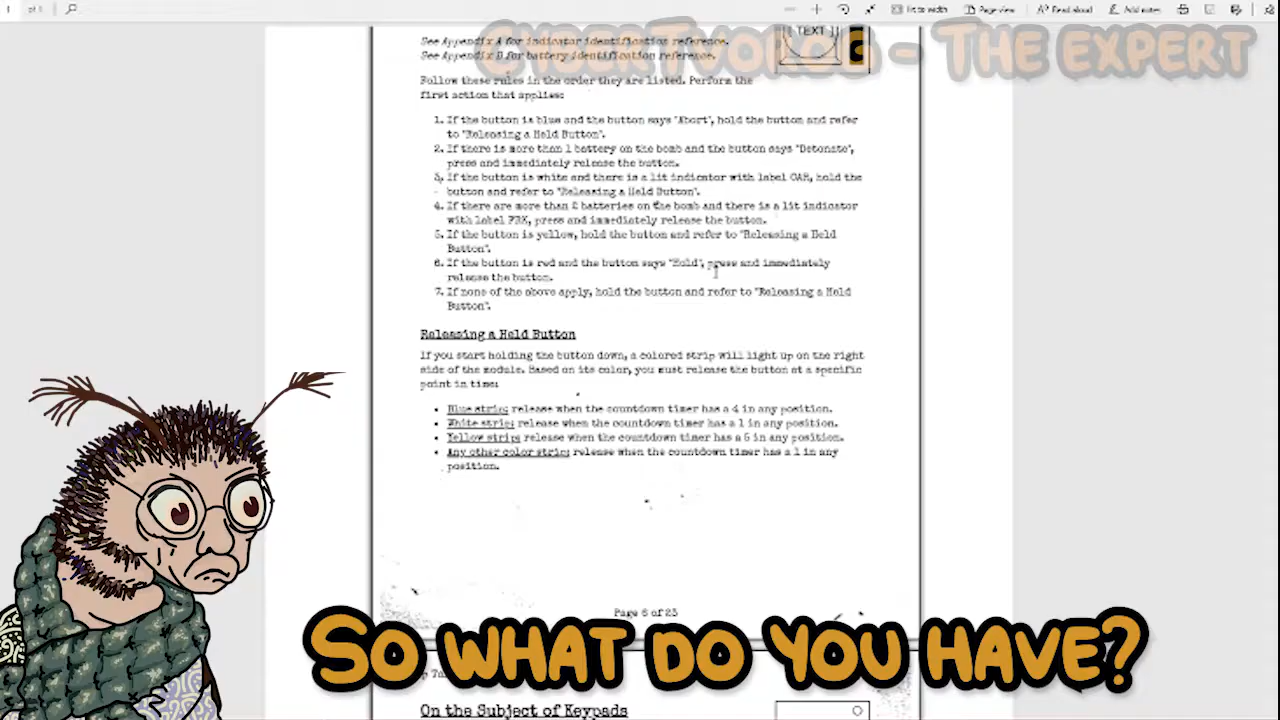 1 of 1
Fit to width
Page view
Read aloud
Add notes
The expert
[[ TEXT ]]
See Appendix A for indicator identification reference.
See Appendix B for battery identification reference.
Follow these rules in the order they are listed. Perform the
first action that applies:
1. If the button is blue and the button says "Abort", hold the button and refer
to "Releasing a Held Button".
2. If there is more than 1 battery on the bomb and the button says "Detonate",
press and immediately release the button.
3. If the button is white and there is a lit indicator with label CAR, hold the
button and refer to "Releasing a Held Button".
4. If there are more than 2 batteries on the bomb and there is a lit indicator
with label FRK, press and immediately release the button.
5. If the button is yellow, hold the button and refer to "Releasing a Held
Button".
6. If the button is red and the button says "Hold", press and immediately
release the button.
7. If none of the above apply, hold the button and refer to "Releasing a Held
Button".
Releasing a Held Button
If you start holding the button down, a colored strip will light up on the right
side of the module. Based on its color, you must release the button at a specific
point in time:
• Blue strip: release when the countdown timer has a 4 in any position.
• White strip: release when the countdown timer has a 1 in any position.
• Yellow strip: release when the countdown timer has a 5 in any position.
• Any other color strip: release when the countdown timer has a 1 in any
position.
Page 6 of 23
So what do you have?
On the Subject of Keypads